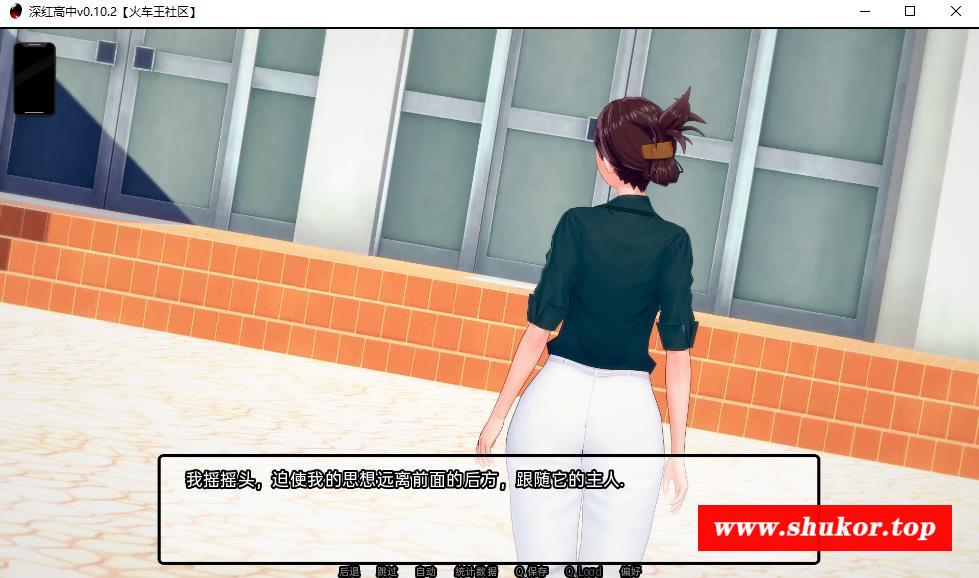 深红高中v0.10.2【火车王社区】
我摇摇头，迫使我的思想远离前面的后方，跟随它的主人.
www.shukor.top
后退 跳过 自动 统计数据 Q.保存 Q.Load 偏好